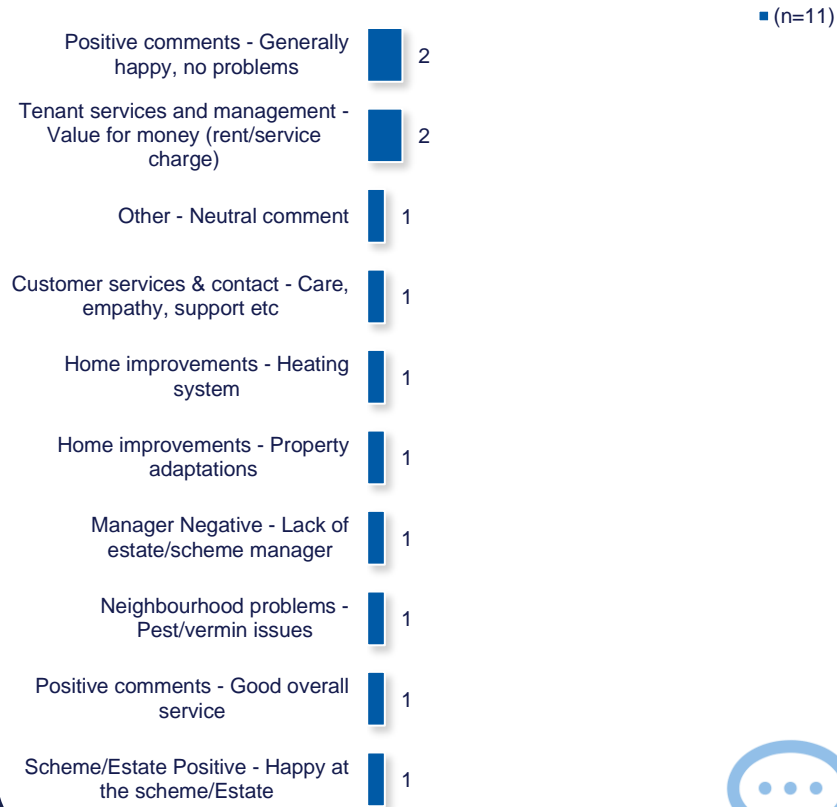 (n=11)
Positive comments - Generally
happy, no problems
2
Tenant services and management -
Value for money (rent/service
charge)
2
Other - Neutral comment
1
Customer services & contact - Care,
empathy, support etc
1
Home improvements - Heating
system
1
Home improvements - Property
adaptations
1
Manager Negative - Lack of
estate/scheme manager
1
Neighbourhood problems -
Pest/vermin issues
1
Positive comments - Good overall
service
1
Scheme/Estate Positive - Happy at
the scheme/Estate
1